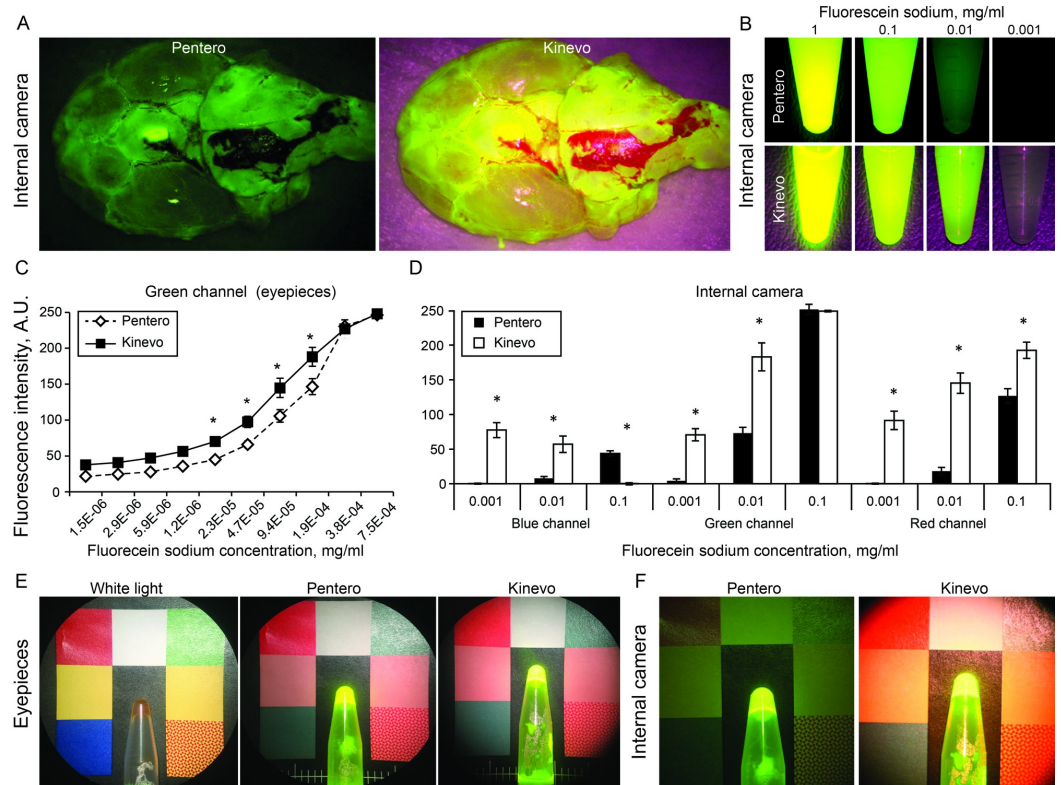 A
Pentero
Kinevo
Internal camera
B
Fluorescein sodium, mg/ml
1 0.1 0.01 0.001
Internal camera
Pentero
Kinevo
C
Green channel (eyepieces)
Fluorescence intensity, A.U.
250
200
150
100
50
0
Pentero
Kinevo
* * * *
1.5E-06 2.9E-06 5.9E-06 1.2E-06 2.3E-05 4.7E-05 9.4E-05 1.9E-04 3.8E-04 7.5E-04
Fluorecein sodium concentration, mg/ml
D
Internal camera
250
200
150
100
50
0
Pentero
Kinevo
* * * * * * * *
0.001 0.01 0.1 0.001 0.01 0.1 0.001 0.01 0.1
Blue channel Green channel Red channel
Fluorecein sodium concentration, mg/ml
E
White light Pentero Kinevo
Eyepieces
F
Pentero Kinevo
Internal camera